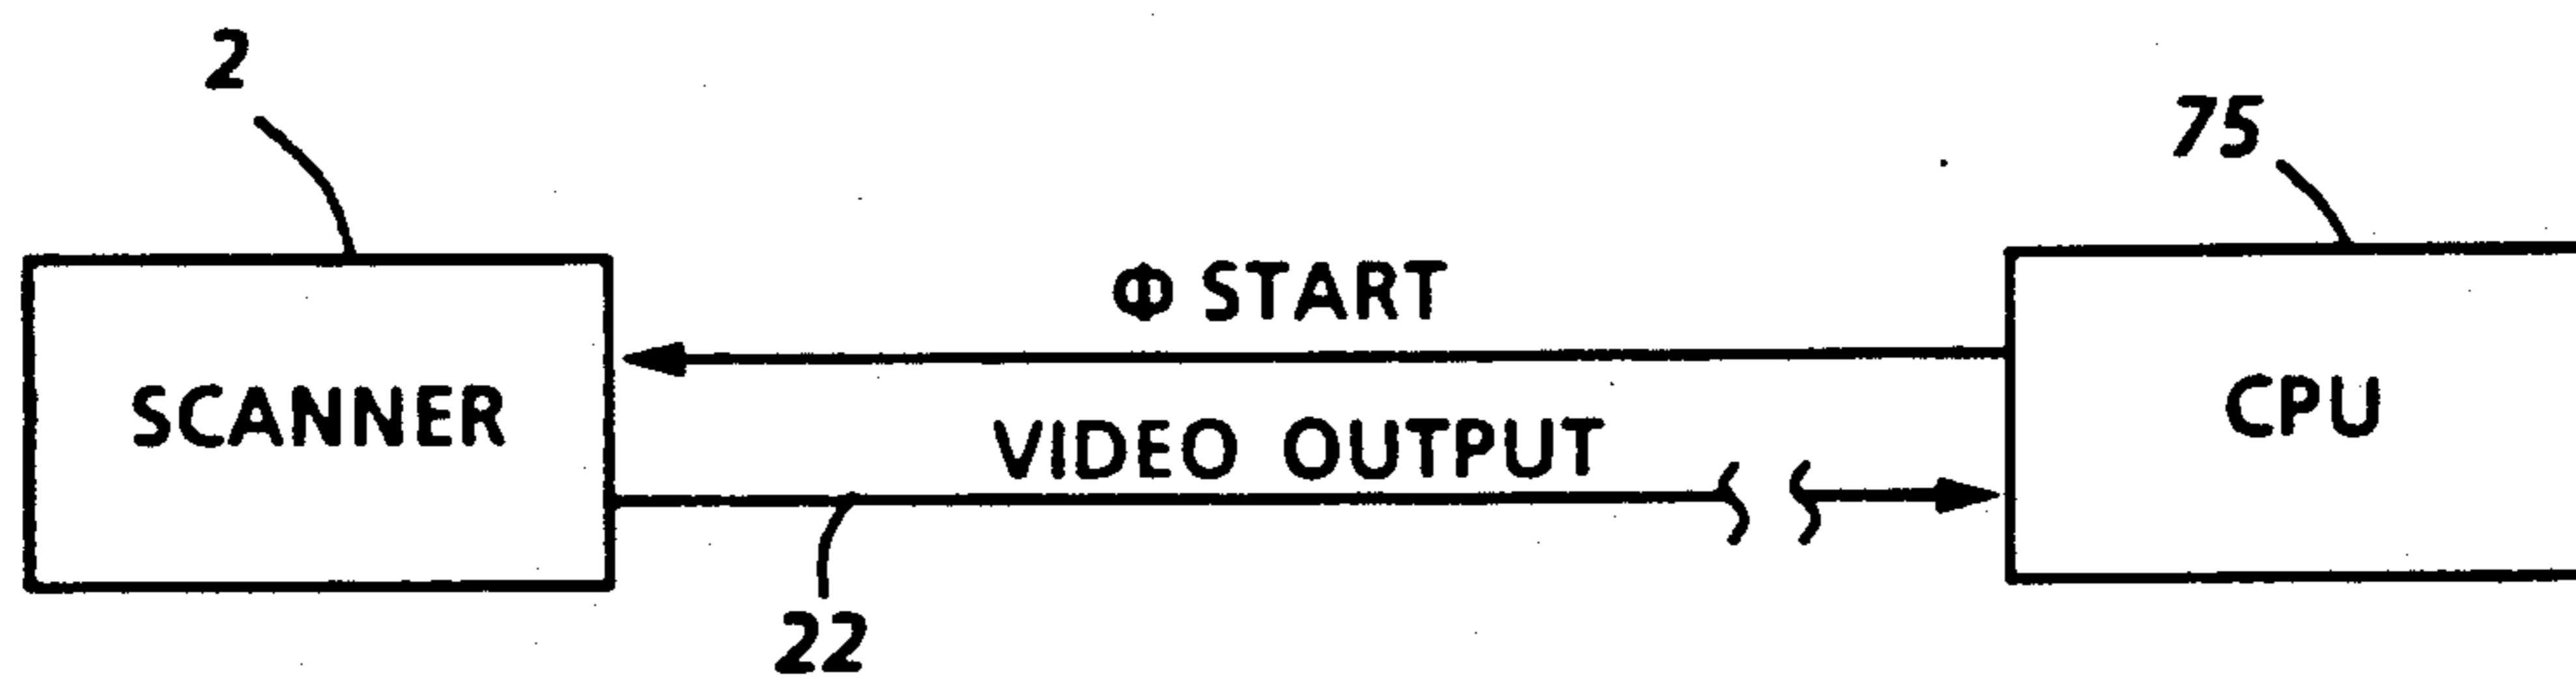 2
75
Φ START
SCANNER
CPU
VIDEO OUTPUT
22